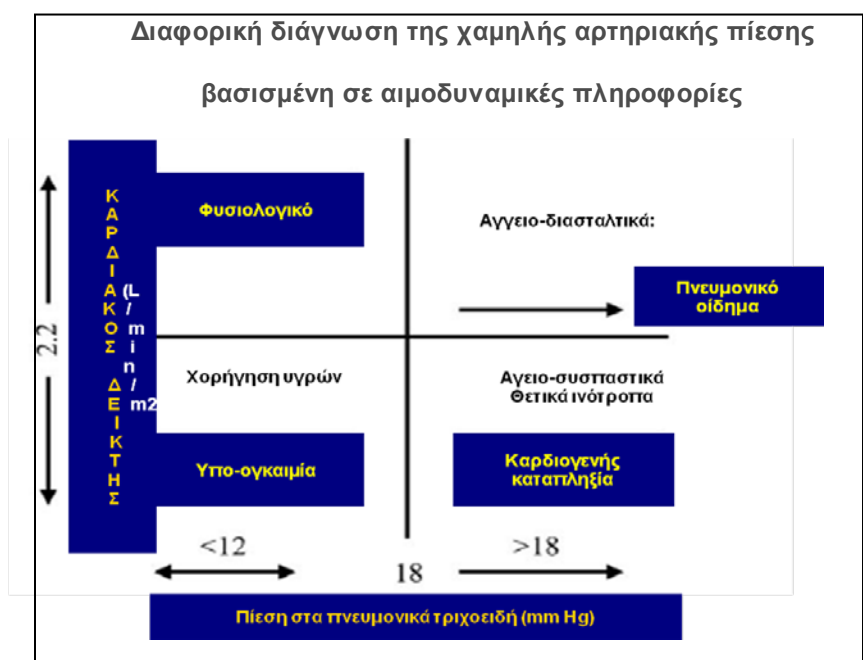 Διαφορική διάγνωση της χαμηλής αρτηριακής πίεσης
βασισμένη σε αιμοδυναμικές πληροφορίες
ΚΑΡΔΙΑΚΟΣ ΔΕΙΚΤΗΣ
(L/min/m2
2.2
Φυσιολογικό
Αγγειο-διασταλτικά:
Πνευμονικό
οίδημα
Χορήγηση υγρών
Αγειο-συσπαστικά
Θετικά ινότροπα
Υπο-ογκαιμία
Καρδιογενής
καταπληξία
<12
18
>18
Πίεση στα πνευμονικά τριχοειδή (mm Hg)